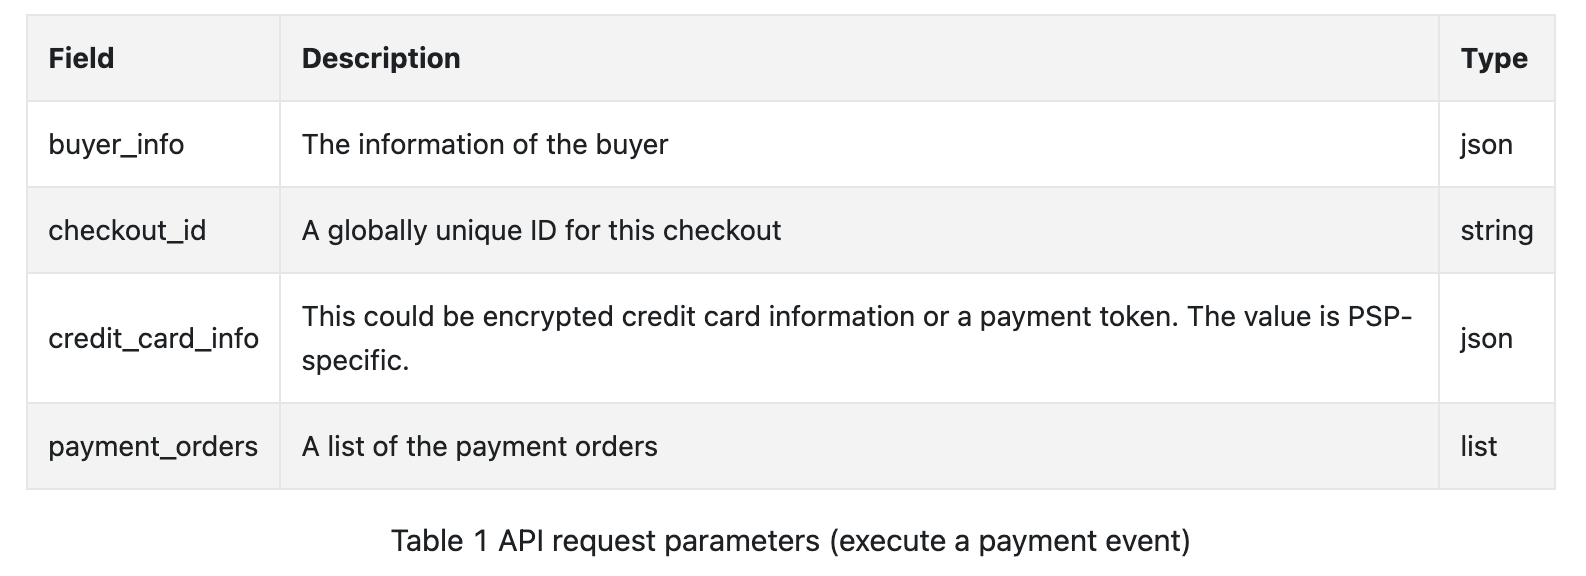 Field Description Type
buyer_info The information of the buyer json
checkout_id A globally unique ID for this checkout string
credit_card_info This could be encrypted credit card information or a payment token. The value is PSP-
specific. json
payment_orders A list of the payment orders list
Table 1 API request parameters (execute a payment event)